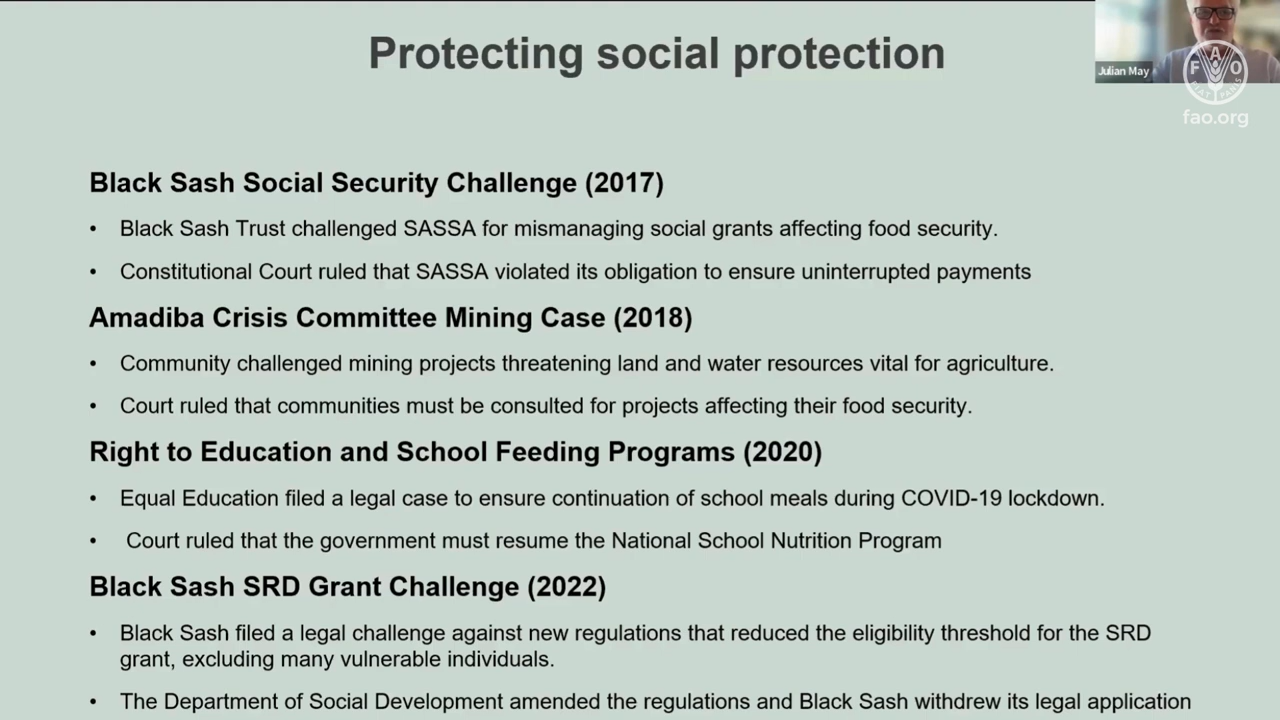 Protecting social protection
Julian May
F A O
FIAT PANIS
fao.org
Black Sash Social Security Challenge (2017)
• Black Sash Trust challenged SASSA for mismanaging social grants affecting food security.
• Constitutional Court ruled that SASSA violated its obligation to ensure uninterrupted payments
Amadiba Crisis Committee Mining Case (2018)
• Community challenged mining projects threatening land and water resources vital for agriculture.
• Court ruled that communities must be consulted for projects affecting their food security.
Right to Education and School Feeding Programs (2020)
• Equal Education filed a legal case to ensure continuation of school meals during COVID-19 lockdown.
• Court ruled that the government must resume the National School Nutrition Program
Black Sash SRD Grant Challenge (2022)
• Black Sash filed a legal challenge against new regulations that reduced the eligibility threshold for the SRD
grant, excluding many vulnerable individuals.
• The Department of Social Development amended the regulations and Black Sash withdrew its legal application